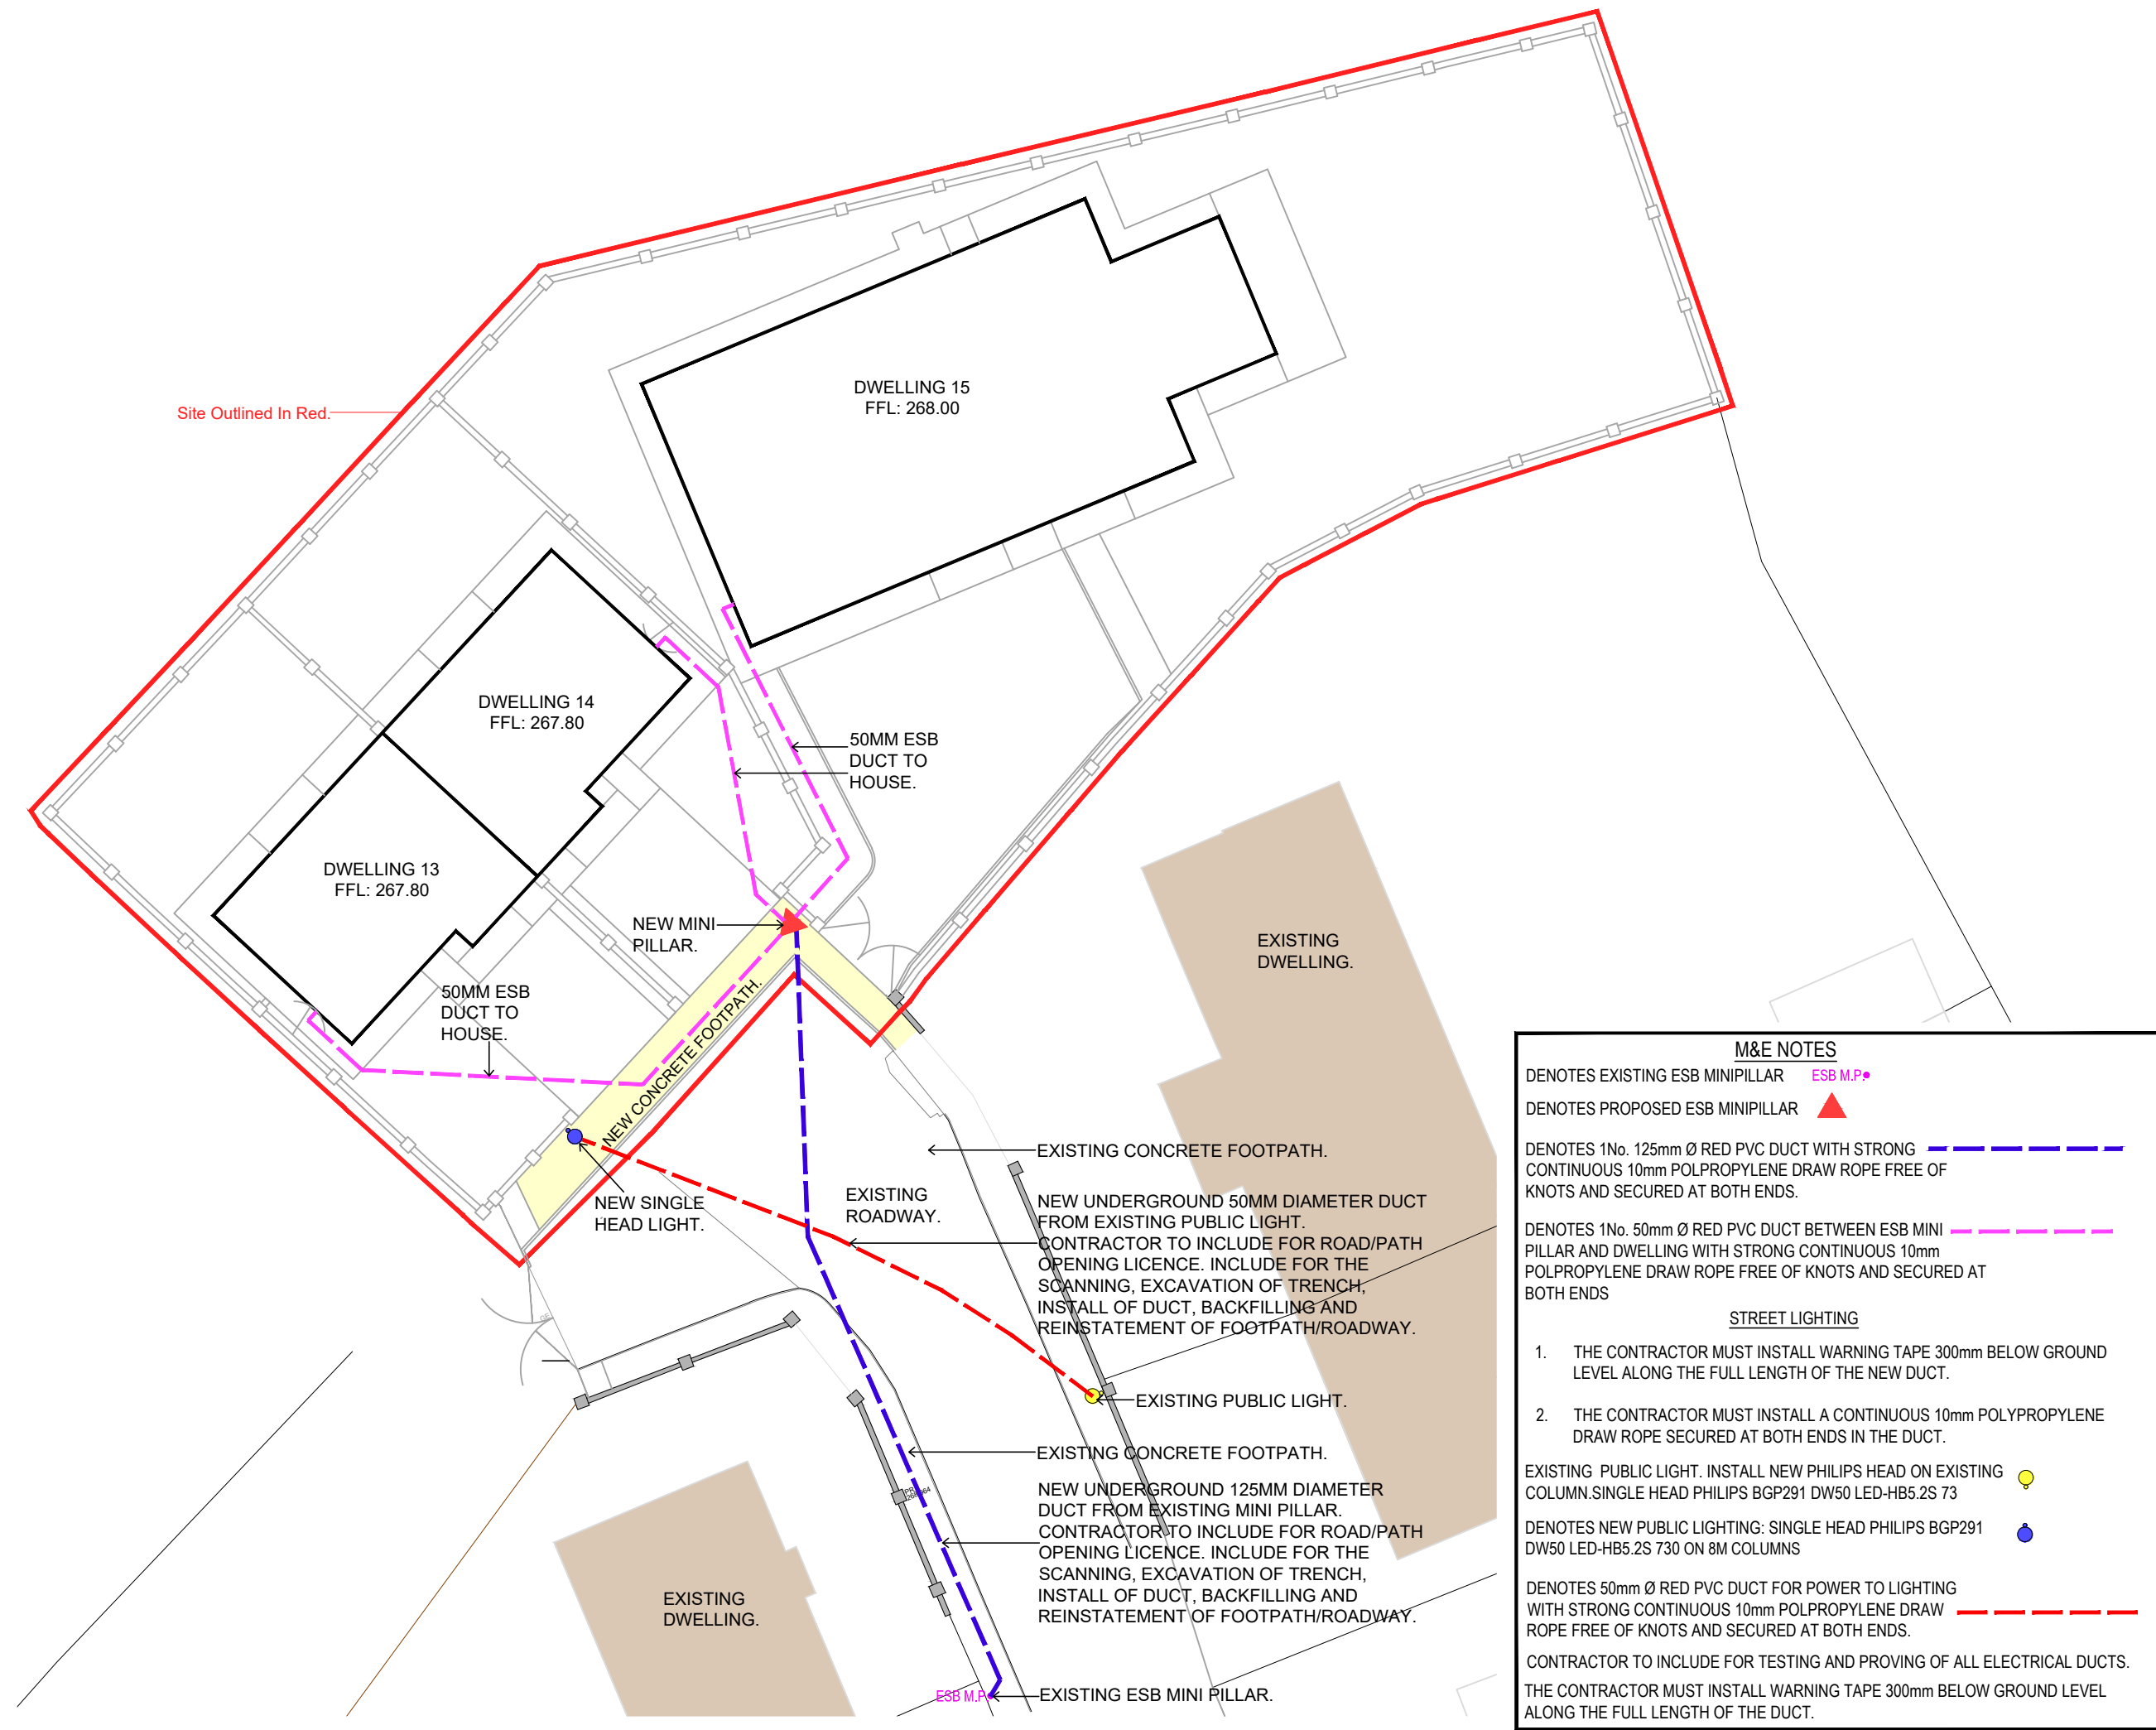 DWELLING 15
FFL: 268.00
Site Outlined In Red.
DWELLING 14
FFL: 267.80
50MM ESB
DUCT TO
HOUSE.
DWELLING 13
FFL: 267.80
NEW MINI
PILLAR.
EXISTING
DWELLING.
50MM ESB
DUCT TO
HOUSE.
NEW CONCRETE FOOTPATH.
EXISTING CONCRETE FOOTPATH.
NEW SINGLE
HEAD LIGHT.
EXISTING
ROADWAY.
NEW UNDERGROUND 50MM DIAMETER DUCT
FROM EXISTING PUBLIC LIGHT.
CONTRACTOR TO INCLUDE FOR ROAD/PATH
OPENING LICENCE. INCLUDE FOR THE
SCANNING, EXCAVATION OF TRENCH,
INSTALL OF DUCT, BACKFILLING AND
REINSTATEMENT OF FOOTPATH/ROADWAY.
EXISTING PUBLIC LIGHT.
EXISTING CONCRETE FOOTPATH.
NEW UNDERGROUND 125MM DIAMETER
DUCT FROM EXISTING MINI PILLAR.
CONTRACTOR TO INCLUDE FOR ROAD/PATH
OPENING LICENCE. INCLUDE FOR THE
SCANNING, EXCAVATION OF TRENCH,
INSTALL OF DUCT, BACKFILLING AND
REINSTATEMENT OF FOOTPATH/ROADWAY.
EXISTING
DWELLING.
ESB M.P.
EXISTING ESB MINI PILLAR.
M&E NOTES
DENOTES EXISTING ESB MINIPILLAR ESB M.P.
DENOTES PROPOSED ESB MINIPILLAR
DENOTES 1No. 125mm Ø RED PVC DUCT WITH STRONG
CONTINUOUS 10mm POLPROPYLENE DRAW ROPE FREE OF
KNOTS AND SECURED AT BOTH ENDS.
DENOTES 1No. 50mm Ø RED PVC DUCT BETWEEN ESB MINI
PILLAR AND DWELLING WITH STRONG CONTINUOUS 10mm
POLPROPYLENE DRAW ROPE FREE OF KNOTS AND SECURED AT
BOTH ENDS
STREET LIGHTING
1. THE CONTRACTOR MUST INSTALL WARNING TAPE 300mm BELOW GROUND
LEVEL ALONG THE FULL LENGTH OF THE NEW DUCT.
2. THE CONTRACTOR MUST INSTALL A CONTINUOUS 10mm POLYPROPYLENE
DRAW ROPE SECURED AT BOTH ENDS IN THE DUCT.
EXISTING PUBLIC LIGHT. INSTALL NEW PHILIPS HEAD ON EXISTING
COLUMN.SINGLE HEAD PHILIPS BGP291 DW50 LED-HB5.2S 73
DENOTES NEW PUBLIC LIGHTING: SINGLE HEAD PHILIPS BGP291
DW50 LED-HB5.2S 730 ON 8M COLUMNS
DENOTES 50mm Ø RED PVC DUCT FOR POWER TO LIGHTING
WITH STRONG CONTINUOUS 10mm POLPROPYLENE DRAW
ROPE FREE OF KNOTS AND SECURED AT BOTH ENDS.
CONTRACTOR TO INCLUDE FOR TESTING AND PROVING OF ALL ELECTRICAL DUCTS.
THE CONTRACTOR MUST INSTALL WARNING TAPE 300mm BELOW GROUND LEVEL
ALONG THE FULL LENGTH OF THE DUCT.